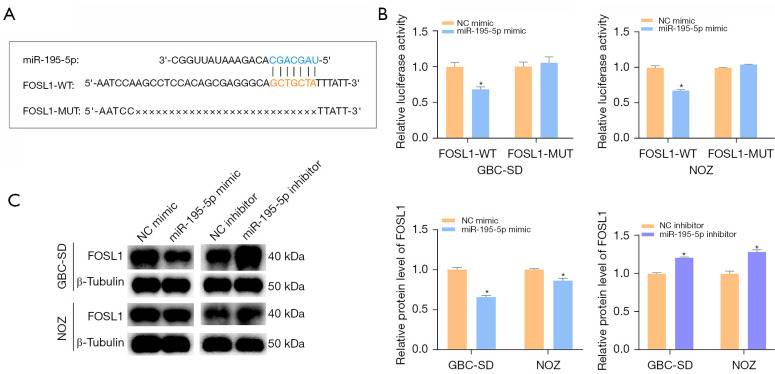 A
miR-195-5p: 3'-CGGUUAUAAAGACACGACGAU-5'
FOSL1-WT: 5'-AATCCAAGCCTCCACAGCGAGGGCAGCTGCTATTTATT-3'
FOSL1-MUT: 5'-AATCC××××××××××××××××××××××××××TTATT-3'
B
NC mimic
miR-195-5p mimic
Relative luciferase activity
1.5
1.0
0.5
0.0
*
FOSL1-WT FOSL1-MUT
GBC-SD
NC mimic
miR-195-5p mimic
Relative luciferase activity
1.5
1.0
0.5
0.0
*
FOSL1-WT FOSL1-MUT
NOZ
C
NC mimic
miR-195-5p mimic
NC inhibitor
miR-195-5p inhibitor
GBC-SD
FOSL1 40 kDa
β-Tubulin 50 kDa
NOZ
FOSL1 40 kDa
β-Tubulin 50 kDa
NC mimic
miR-195-5p mimic
Relative protein level of FOSL1
1.5
1.0
0.5
0.0
* *
GBC-SD NOZ
NC inhibitor
miR-195-5p inhibitor
Relative protein level of FOSL1
1.5
1.0
0.5
0.0
* *
GBC-SD NOZ